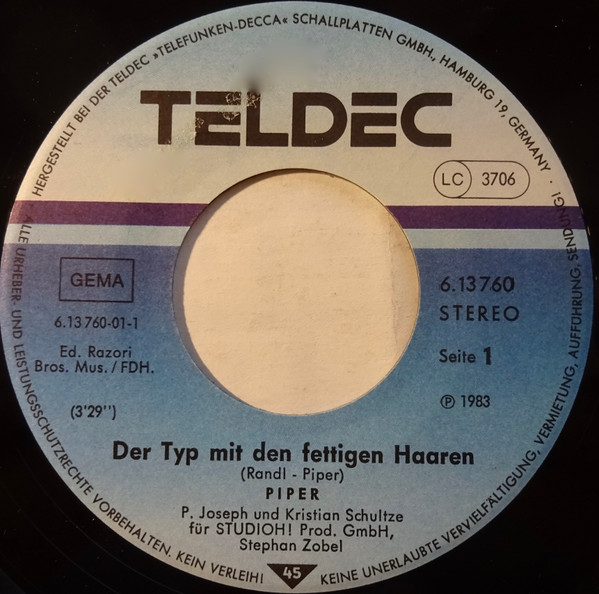 HERGESTELLT BEI DER TELDEC »TELEFUNKEN-DECCA« SCHALLPLATTEN GMBH., HAMBURG 19, GERMANY ·
TELDEC
LC 3706
GEMA
6.13760-01-1
Ed. Razori
Bros. Mus./FDH.
(3'29'')
6.13760
STEREO
Seite 1
Ⓟ 1983
Der Typ mit den fettigen Haaren
(Randl - Piper)
PIPER
P. Joseph und Kristian Schultze
für STUDIOH! Prod. GmbH,
Stephan Zobel
ALLE URHEBER- UND LEISTUNGSSCHUTZRECHTE VORBEHALTEN. KEIN VERLEIH! KEINE UNERLAUBTE VERVIELFÄLTIGUNG, VERMIETUNG, AUFFÜHRUNG, SENDUNG!
45